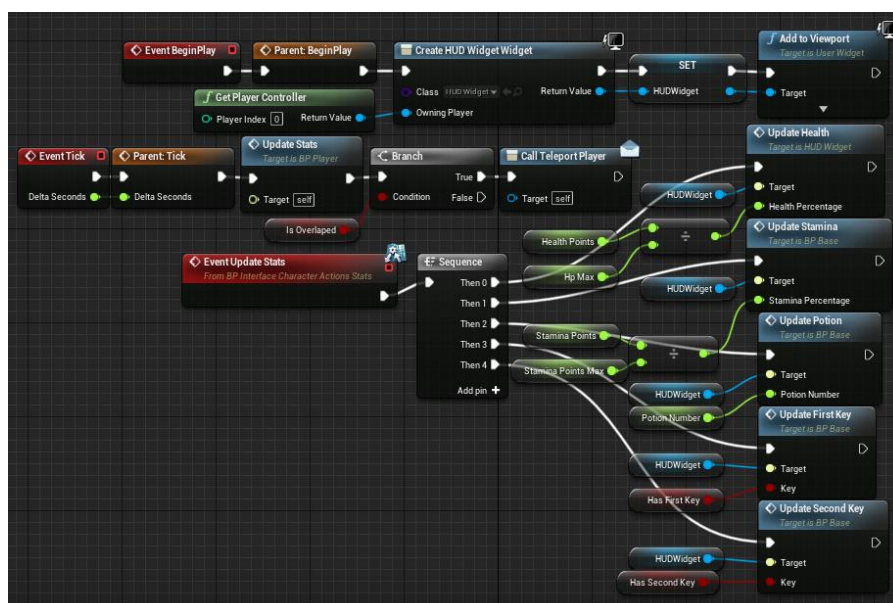 Event BeginPlay
Parent: BeginPlay
Create HUD Widget Widget
Class HUD Widget
Return Value
Owning Player
SET
HUDWidget
Add to Viewport
Target is User Widget
Target
Get Player Controller
Player Index 0
Return Value
Event Tick
Delta Seconds
Parent: Tick
Delta Seconds
Update Stats
Target is BP Player
Target self
Branch
True
Condition
False
Call Teleport Player
Target self
Is Overlaped
Update Health
Target is HUD Widget
Target
Health Percentage
HUDWidget
Health Points
Hp Max
÷
Event Update Stats
From BP Interface Character Actions Stats
Sequence
Then 0
Then 1
Then 2
Then 3
Then 4
Add pin +
Update Stamina
Target is BP Base
Target
Stamina Percentage
HUDWidget
Stamina Points
Stamina Points Max
÷
Update Potion
Target is BP Base
Target
Potion Number
HUDWidget
Potion Number
Update First Key
Target is BP Base
Target
Key
HUDWidget
Has First Key
Update Second Key
Target is BP Base
Target
Key
HUDWidget
Has Second Key